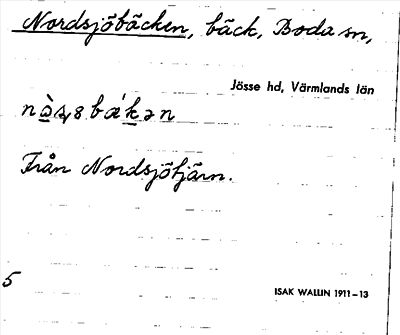 Nordsjöbäcken, bäck, Boda sn,
Jösse hd, Värmlands län
Från Nordsjötjärn.
5
ISAK WALLIN 1911–13